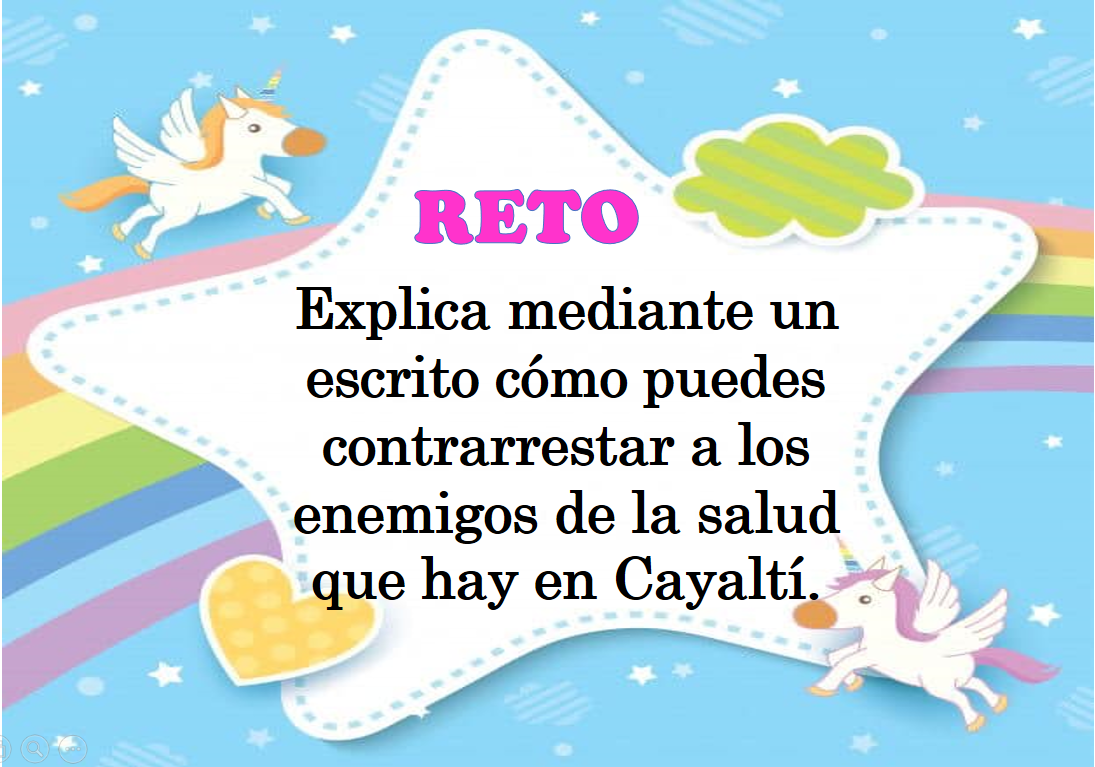 RETO
Explica mediante un
escrito cómo puedes
contrarrestar a los
enemigos de la salud
que hay en Cayaltí.